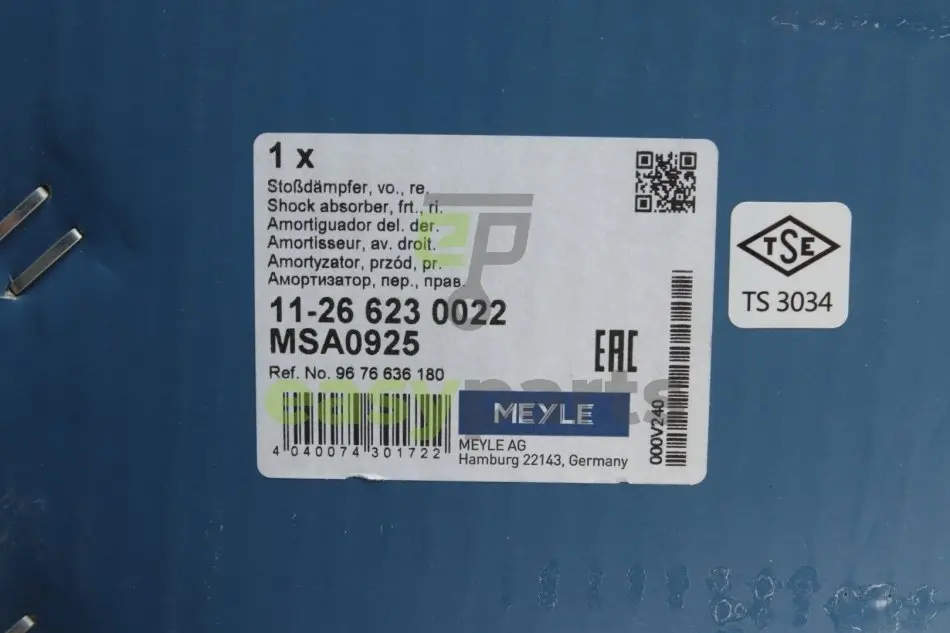 1 x
Stoßdämpfer, vo., re.
Shock absorber, frt., ri.
Amortiguador del. der.
Amortisseur, av. droit.
Amortyzator, przód, pr.
Амортизатор, пер., прав.
11-26 623 0022
MSA0925
Ref. No. 96 76 636 180
EAC
easyparts
MEYLE
4 040074 301722
MEYLE AG
Hamburg 22143, Germany
000V240
TSE
TS 3034